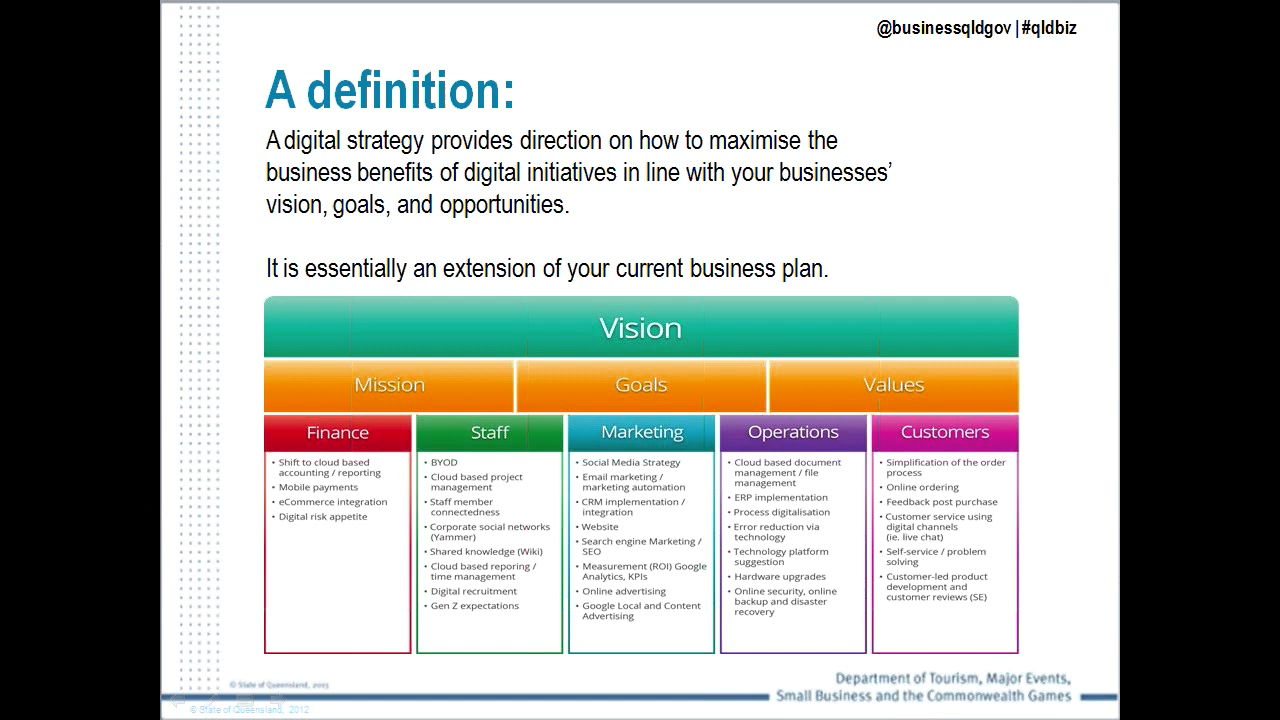 @businessqldgov | #qldbiz
A definition:
A digital strategy provides direction on how to maximise the
business benefits of digital initiatives in line with your businesses’
vision, goals, and opportunities.
It is essentially an extension of your current business plan.
Vision
Mission
Goals
Values
Finance
• Shift to cloud based
accounting / reporting
• Mobile payments
• eCommerce integration
• Digital risk appetite
Staff
• BYOD
• Cloud based project
management
• Staff member
connectedness
• Corporate social networks
(Yammer)
• Shared knowledge (Wiki)
• Cloud based reporing /
time management
• Digital recruitment
• Gen Z expectations
Marketing
• Social Media Strategy
• Email marketing /
marketing automation
• CRM implementation /
integration
• Website
• Search engine Marketing /
SEO
• Measurement (ROI) Google
Analytics, KPIs
• Online advertising
• Google Local and Content
Advertising
Operations
• Cloud based document
management / file
management
• ERP implementation
• Process digitalisation
• Error reduction via
technology
• Technology platform
suggestion
• Hardware upgrades
• Online security, online
backup and disaster
recovery
Customers
• Simplification of the order
process
• Online ordering
• Feedback post purchase
• Customer service using
digital channels
(ie. live chat)
• Self-service / problem
solving
• Customer-led product
development and
customer reviews (SE)
© State of Queensland, 2015
Department of Tourism, Major Events,
Small Business and the Commonwealth Games
© State of Queensland, 2012